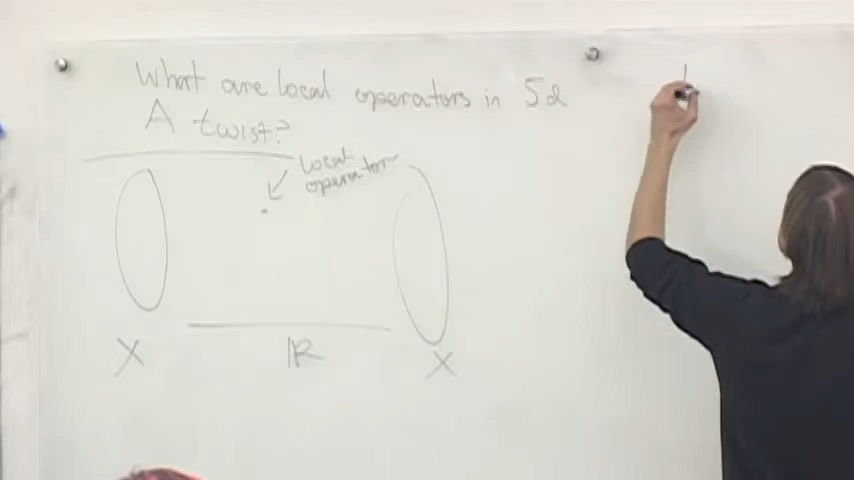 What are local operators in 5d
A twist?
local
operator
X
ℝ
X